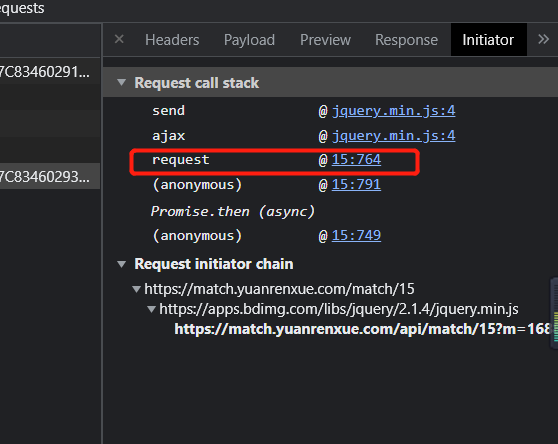 equests
× Headers Payload Preview Response Initiator »
▼ Request call stack
7C83460291...
send @ jquery.min.js:4
ajax @ jquery.min.js:4
request @ 15:764
7C83460293...
(anonymous) @ 15:791
Promise.then (async)
(anonymous) @ 15:749
▼ Request initiator chain
▼ https://match.yuanrenxue.com/match/15
▼ https://apps.bdimg.com/libs/jquery/2.1.4/jquery.min.js
https://match.yuanrenxue.com/api/match/15?m=168